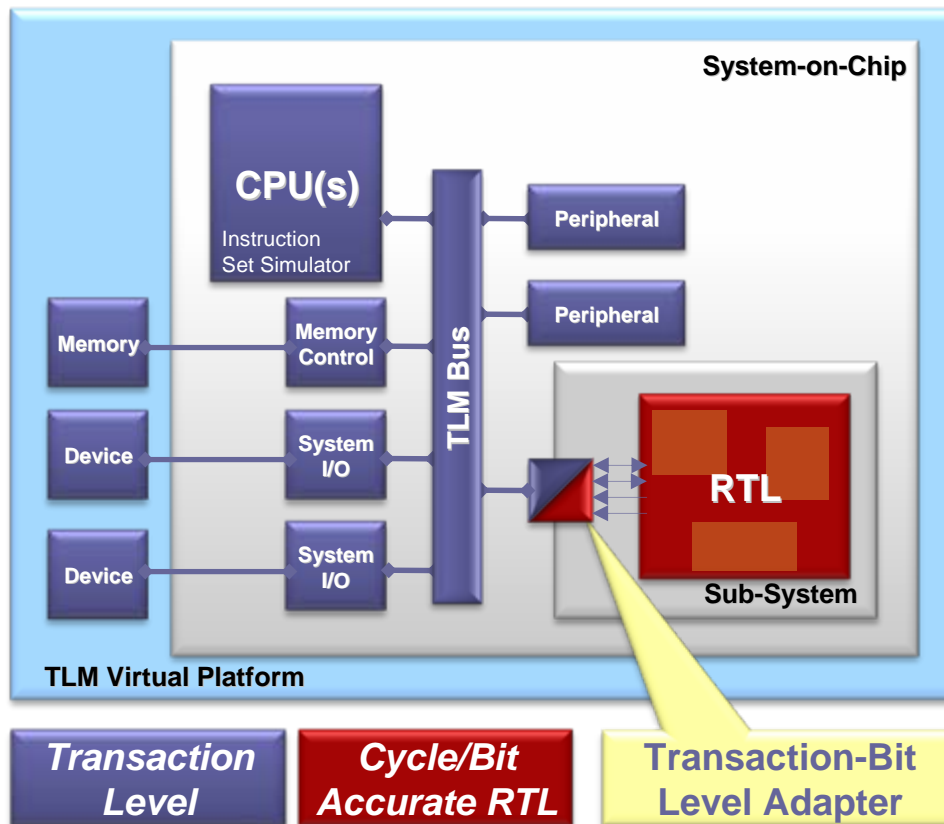 System-on-Chip
CPU(s)
Instruction
Set Simulator
Peripheral
Peripheral
TLM Bus
Memory
Memory
Control
Device
System
I/O
Device
System
I/O
RTL
Sub-System
TLM Virtual Platform
Transaction
Level
Cycle/Bit
Accurate RTL
Transaction-Bit
Level Adapter